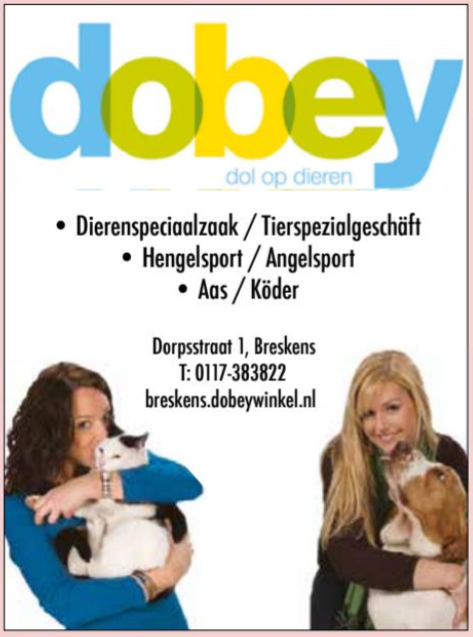 dobey
dol op dieren
• Dierenspeciaalzaak / Tierspezialgeschäft
• Hengelsport / Angelsport
• Aas / Köder
Dorpsstraat 1, Breskens
T: 0117-383822
breskens.dobeywinkel.nl